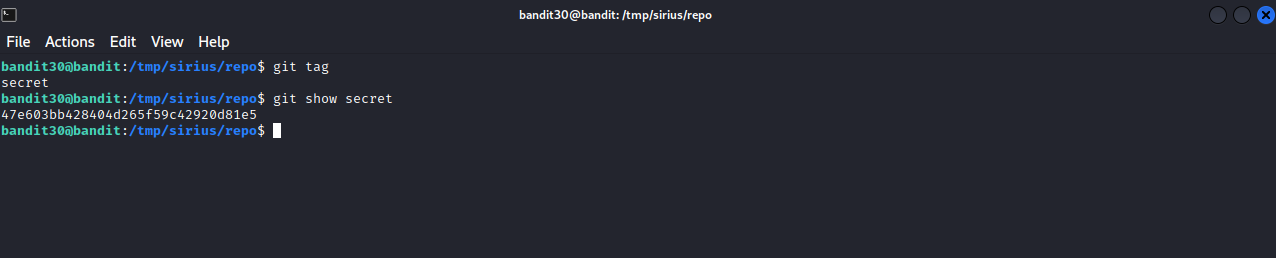 bandit30@bandit: /tmp/sirius/repo
File Actions Edit View Help
bandit30@bandit:/tmp/sirius/repo$ git tag
secret
bandit30@bandit:/tmp/sirius/repo$ git show secret
47e603bb428404d265f59c42920d81e5
bandit30@bandit:/tmp/sirius/repo$